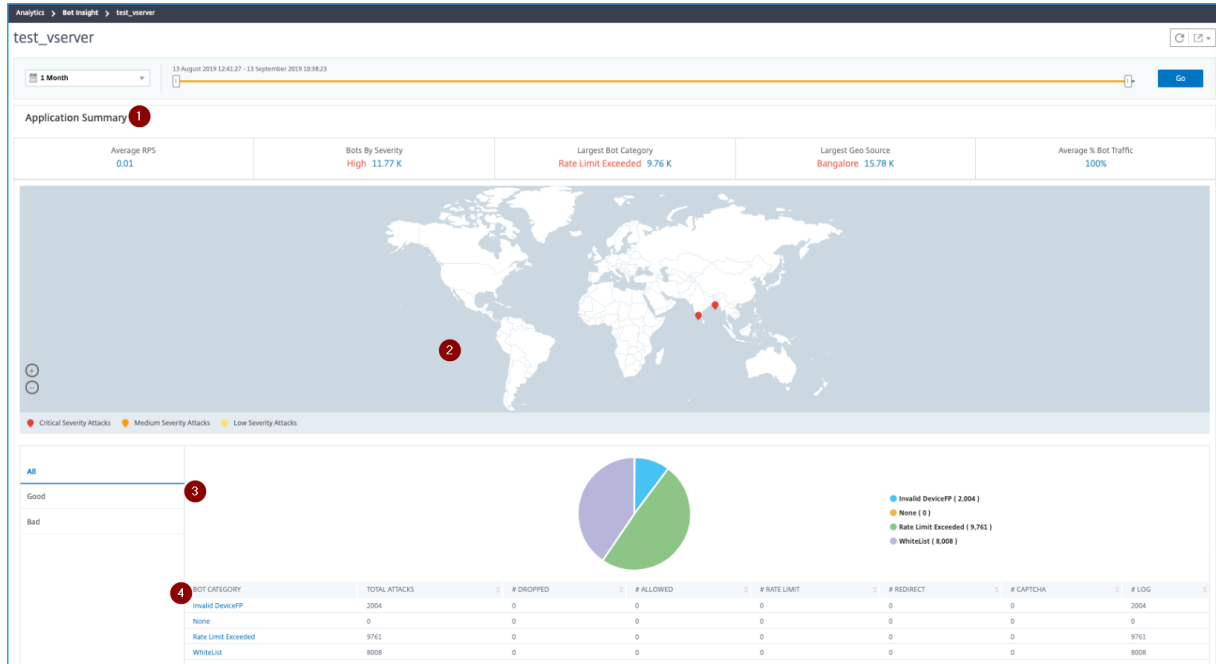 Analytics > Bot Insight > test_vserver
test_vserver
1 Month
13 August 2019 12:41:27 - 13 September 2019 10:38:23
Go
Application Summary 1
Average RPS
0.01
Bots By Severity
High 11.77 K
Largest Bot Category
Rate Limit Exceeded 9.76 K
Largest Geo Source
Bangalore 15.78 K
Average % Bot Traffic
100%
2
Critical Severity Attacks Medium Severity Attacks Low Severity Attacks
All
Good
Bad
3
Invalid DeviceFP ( 2,004 )
None ( 0 )
Rate Limit Exceeded ( 9,761 )
WhiteList ( 8,008 )
4
BOT CATEGORY TOTAL ATTACKS # DROPPED # ALLOWED # RATE LIMIT # REDIRECT # CAPTCHA # LOG
Invalid DeviceFP 2004 0 0 0 0 0 2004
None 0 0 0 0 0 0 0
Rate Limit Exceeded 9761 0 0 0 0 0 9761
WhiteList 8008 0 0 0 0 0 8008